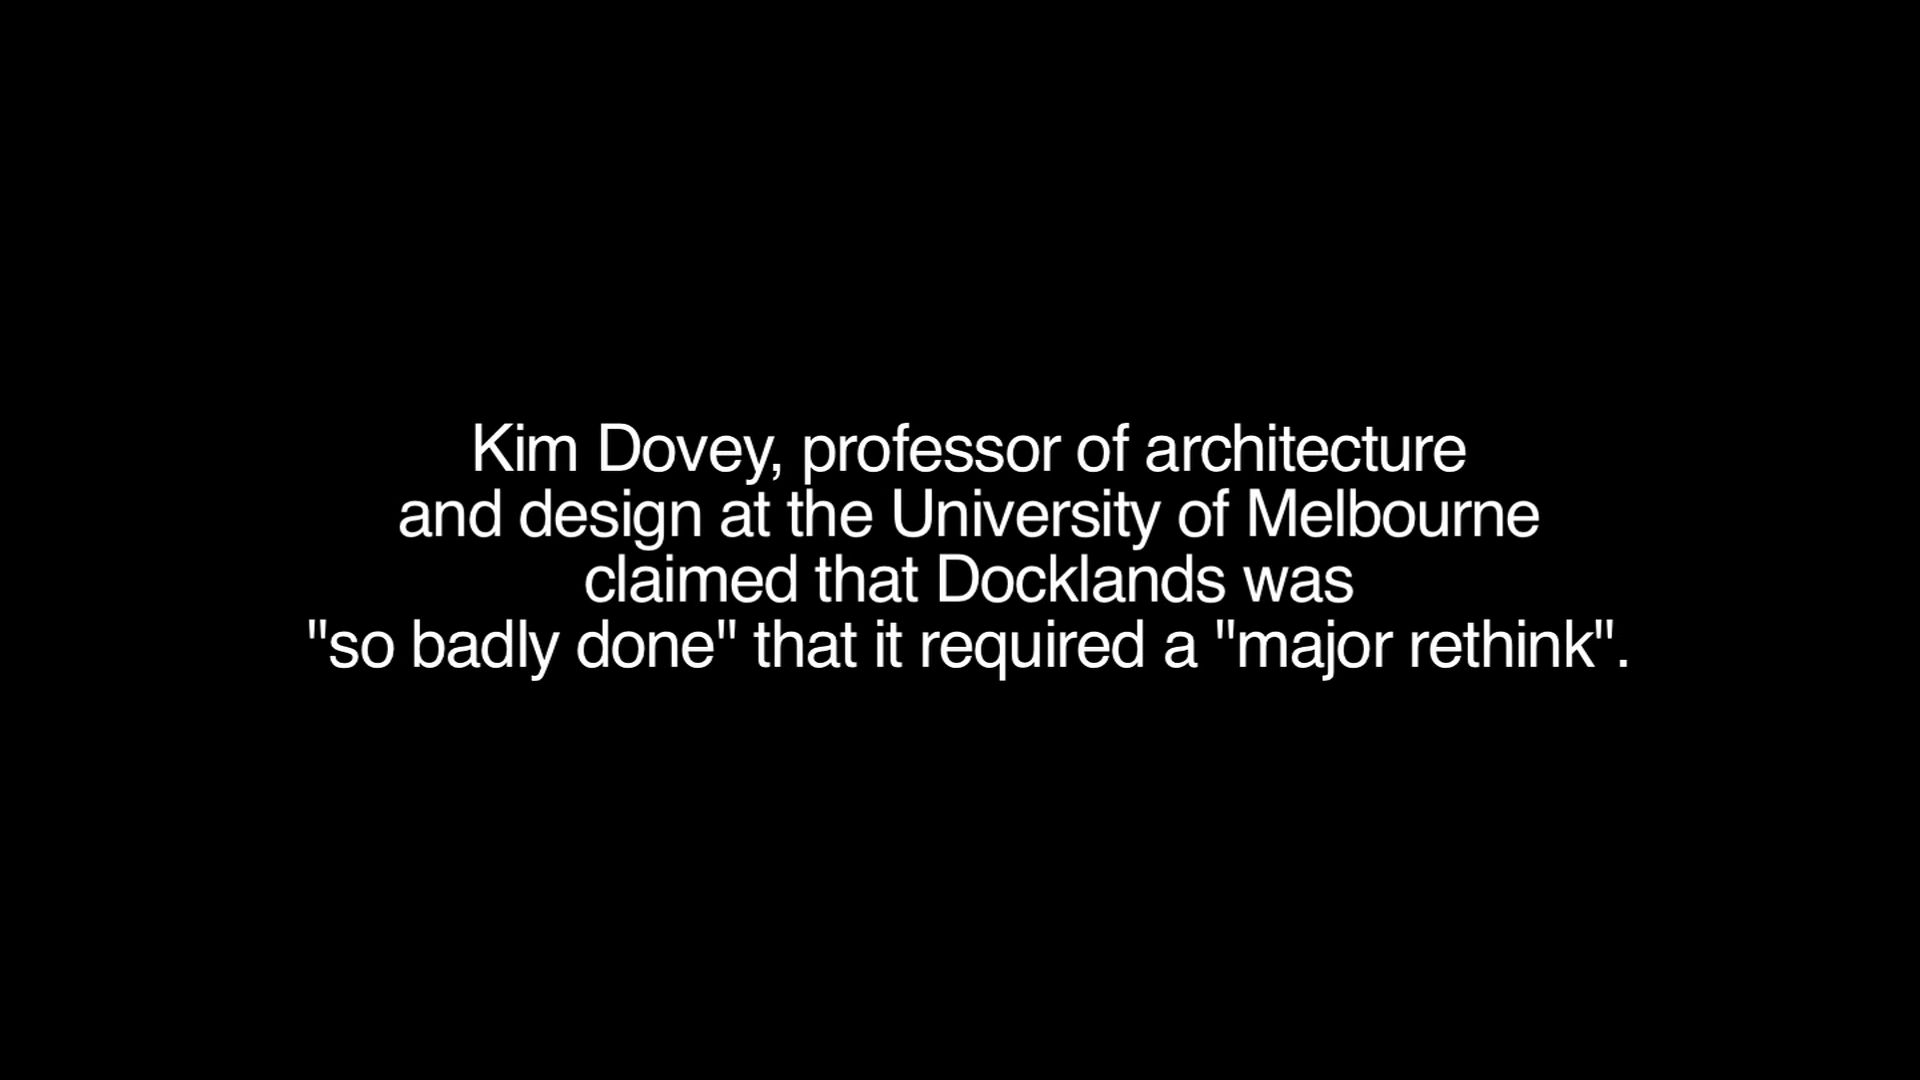 Kim Dovey, professor of architecture
and design at the University of Melbourne
claimed that Docklands was
"so badly done" that it required a "major rethink".